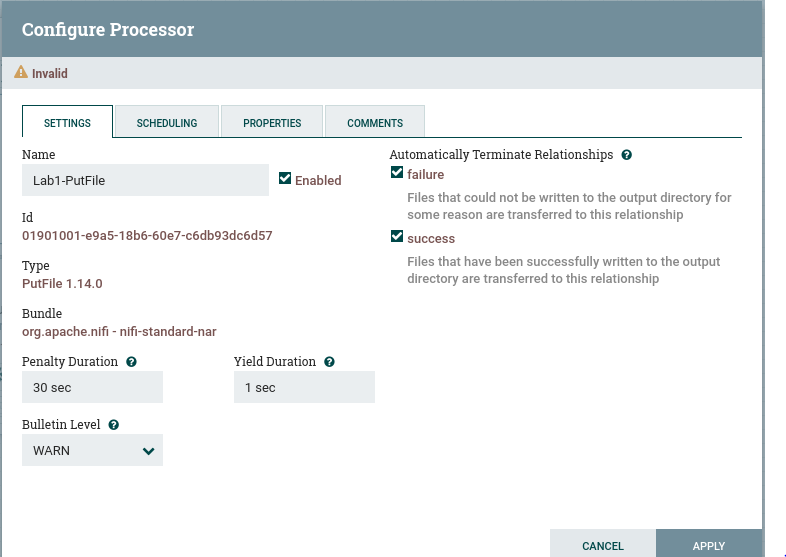 Configure Processor
Invalid
SETTINGS
SCHEDULING
PROPERTIES
COMMENTS
Name
Lab1-PutFile
Enabled
Id
01901001-e9a5-18b6-60e7-c6db93dc6d57
Type
PutFile 1.14.0
Bundle
org.apache.nifi - nifi-standard-nar
Penalty Duration
Yield Duration
30 sec
1 sec
Bulletin Level
WARN
Automatically Terminate Relationships
failure
Files that could not be written to the output directory for
some reason are transferred to this relationship
success
Files that have been successfully written to the output
directory are transferred to this relationship
CANCEL
APPLY